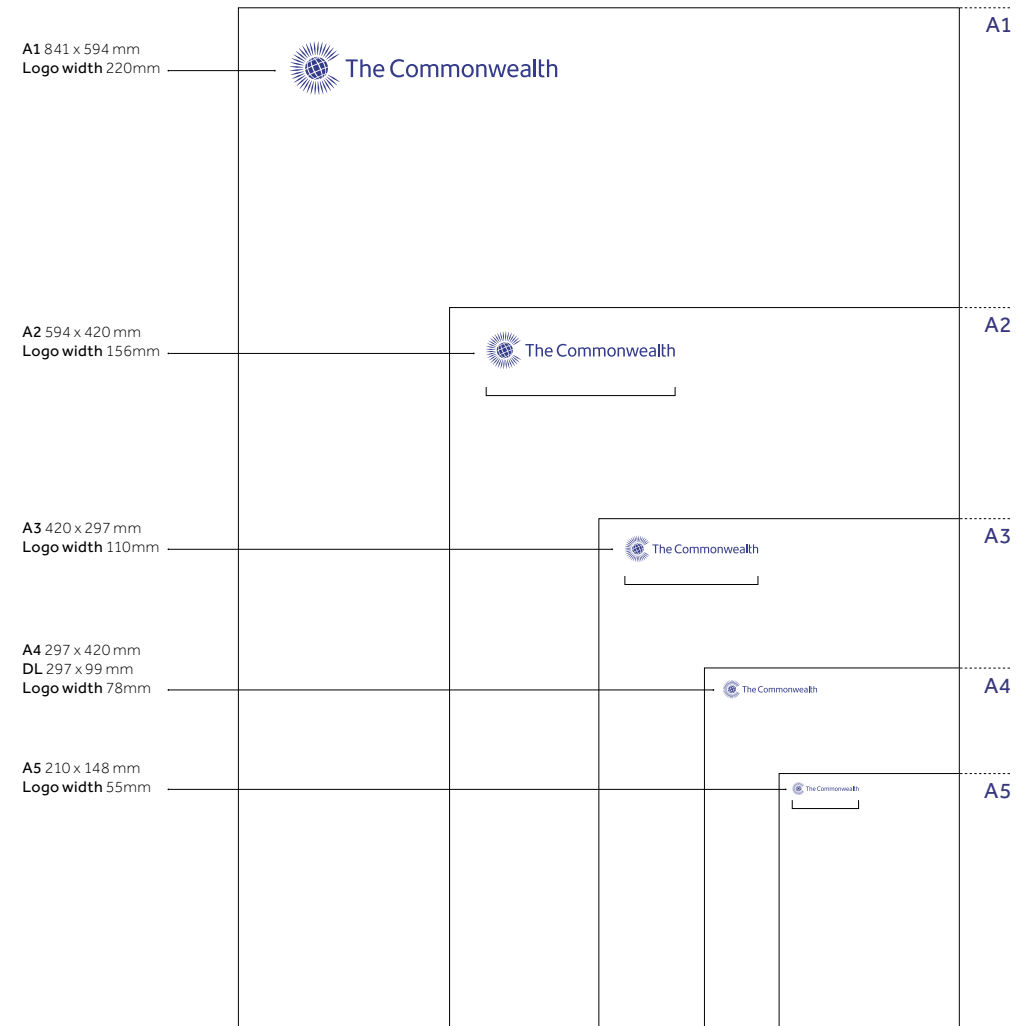 A1
A1 841 x 594 mm
Logo width 220mm
The Commonwealth
A2
A2 594 x 420 mm
Logo width 156mm
The Commonwealth
A3
A3 420 x 297 mm
Logo width 110mm
The Commonwealth
A4 297 x 420 mm
DL 297 x 99 mm
Logo width 78mm
The Commonwealth
A4
A5 210 x 148 mm
Logo width 55mm
The Commonwealth
A5